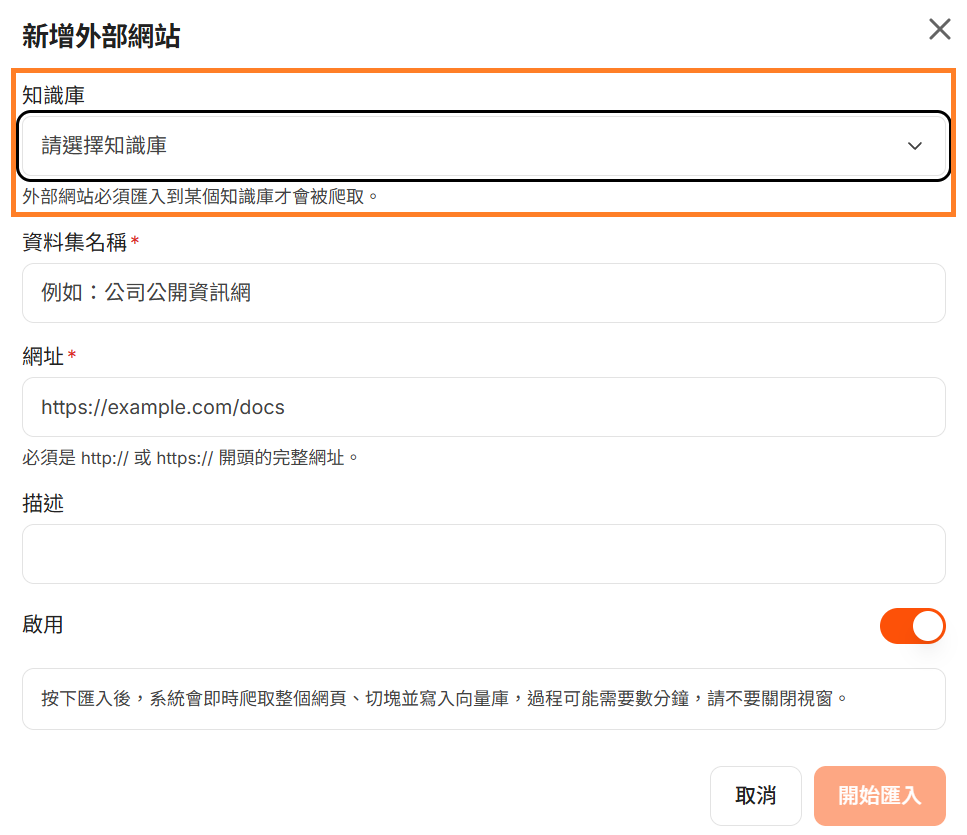 新增外部網站
知識庫
請選擇知識庫
外部網站必須匯入到某個知識庫才會被爬取。
資料集名稱*
例如：公司公開資訊網
網址*
https://example.com/docs
必須是 http:// 或 https:// 開頭的完整網址。
描述
啟用
按下匯入後，系統會即時爬取整個網頁、切塊並寫入向量庫，過程可能需要數分鐘，請不要關閉視窗。
取消
開始匯入